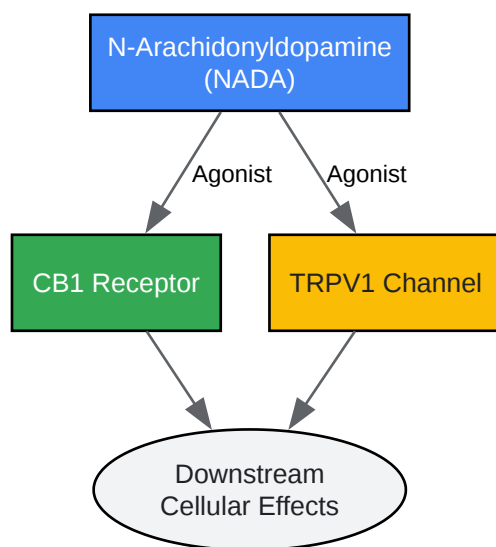 N-Arachidonyldopamine
(NADA)
Agonist
Agonist
CB1 Receptor
TRPV1 Channel
Downstream
Cellular Effects